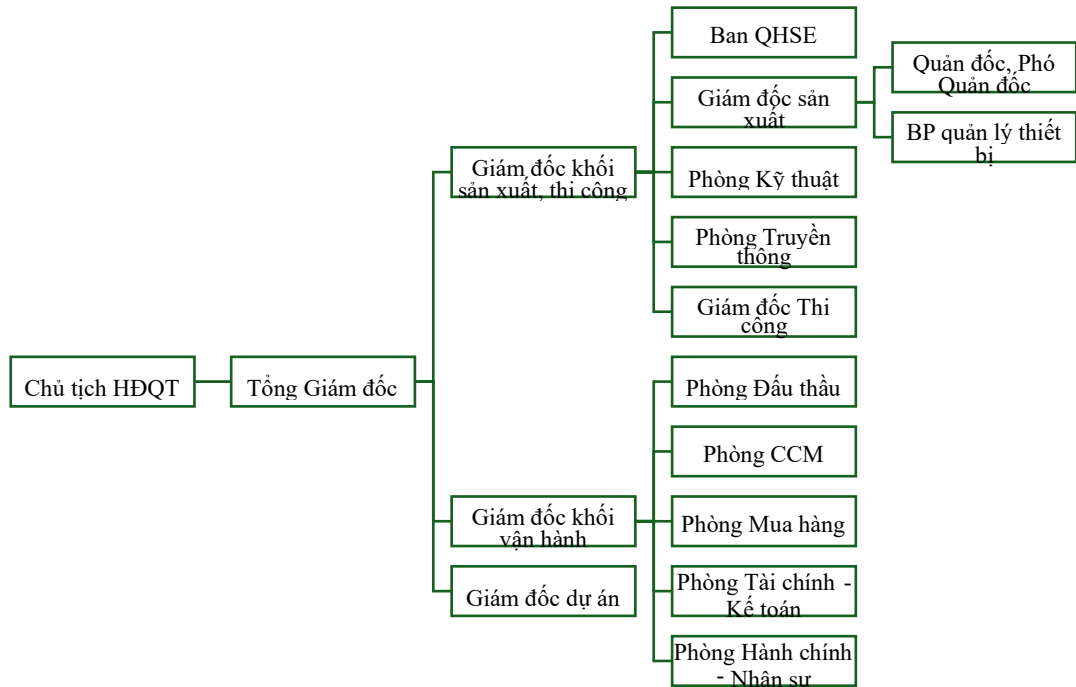 Ban QHSE
Quản đốc, Phó
Quản đốc
Giám đốc sản
xuất
BP quản lý thiết
bị
Giám đốc khối
sản xuất, thi công
Phòng Kỹ thuật
Phòng Truyền
thông
Giám đốc Thi
công
Chủ tịch HĐQT
Tổng Giám đốc
Phòng Đấu thầu
Phòng CCM
Giám đốc khối
vận hành
Phòng Mua hàng
Giám đốc dự án
Phòng Tài chính -
Kế toán
Phòng Hành chính
- Nhân sự